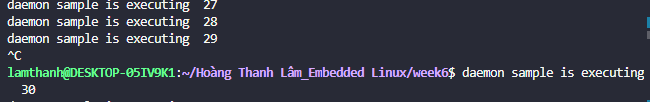 daemon sample is executing  27
daemon sample is executing  28
daemon sample is executing  29
^C
lamthanh@DESKTOP-05IV9K1:~/Hoàng Thanh Lâm_Embedded Linux/week6$ daemon sample is executing
  30